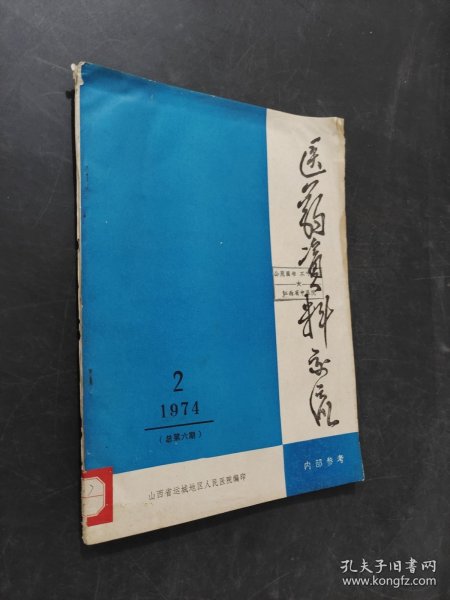 医药资料交流
2
1974
(总第六期)
内部参考
山西省运城地区人民医院编印
孔夫子旧书网
www.kongfz.com